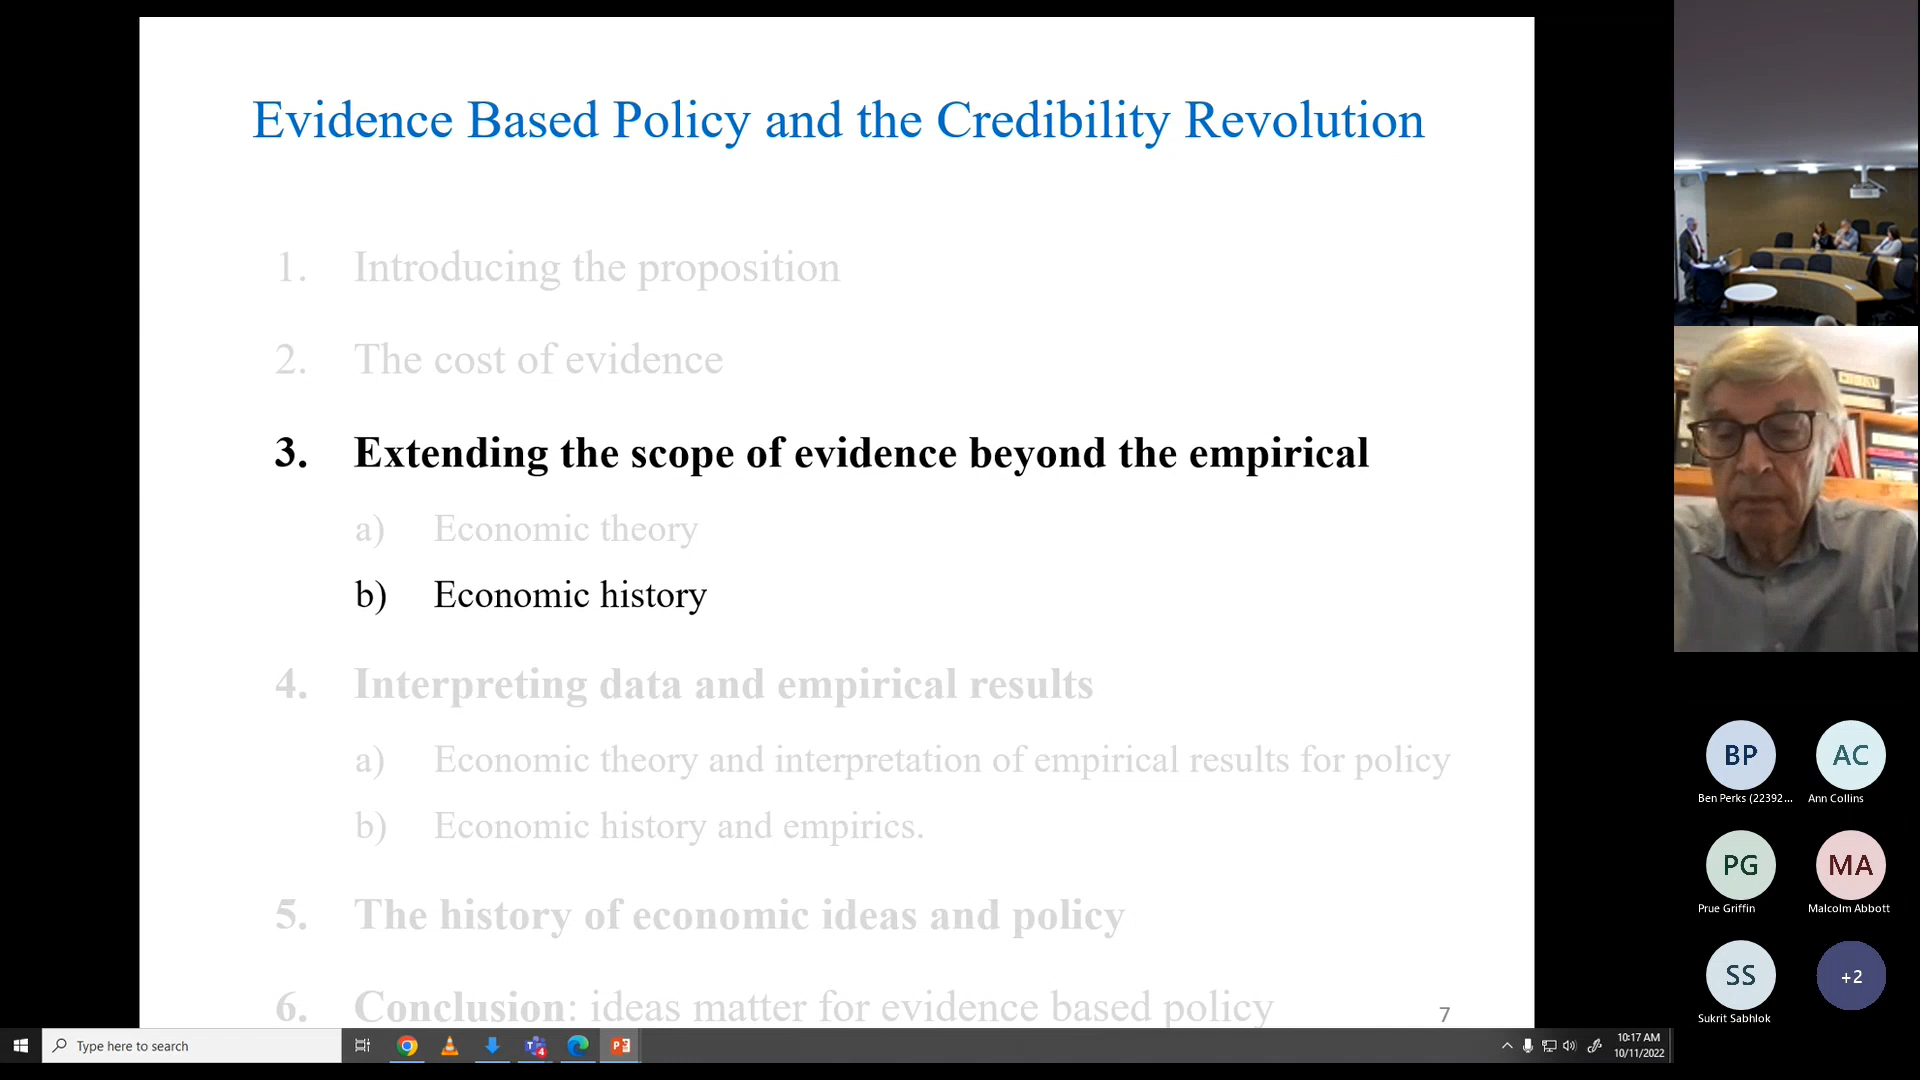 Evidence Based Policy and the Credibility Revolution
1. Introducing the proposition
2. The cost of evidence
3. Extending the scope of evidence beyond the empirical
a) Economic theory
b) Economic history
4. Interpreting data and empirical results
a) Economic theory and interpretation of empirical results for policy
b) Economic history and empirics.
5. The history of economic ideas and policy
6. Conclusion: ideas matter for evidence based policy
7
BP
Ben Perks (22392...
AC
Ann Collins
PG
Prue Griffin
MA
Malcolm Abbott
SS
Sukrit Sabhlok
+2
Type here to search
10:17 AM
10/11/2022